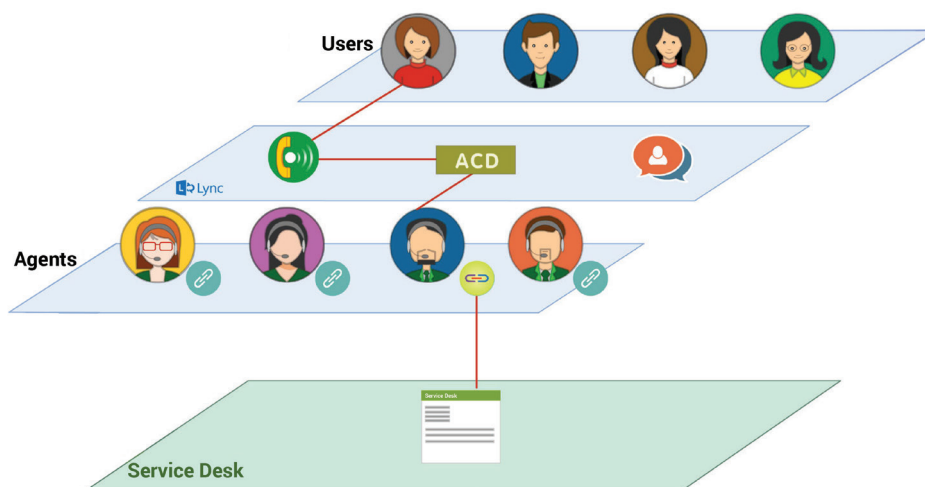 Users
ACD
Lync
Agents
Service Desk
Service Desk